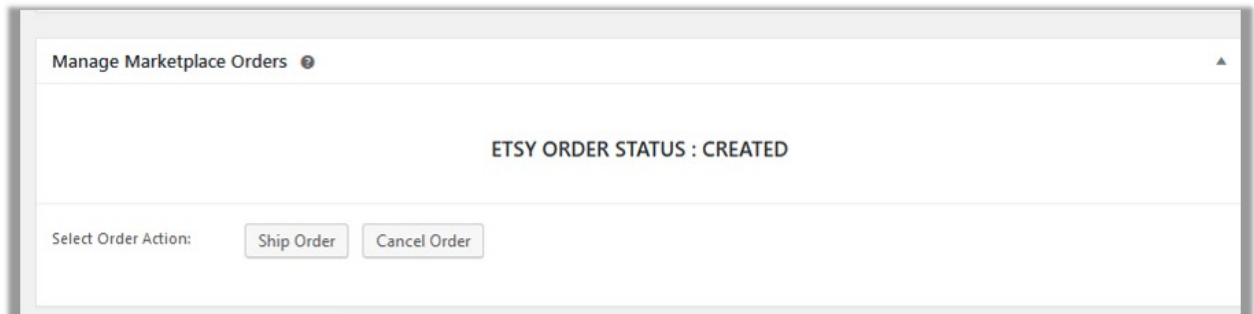 Manage Marketplace Orders
ETSY ORDER STATUS : CREATED
Select Order Action: Ship Order Cancel Order